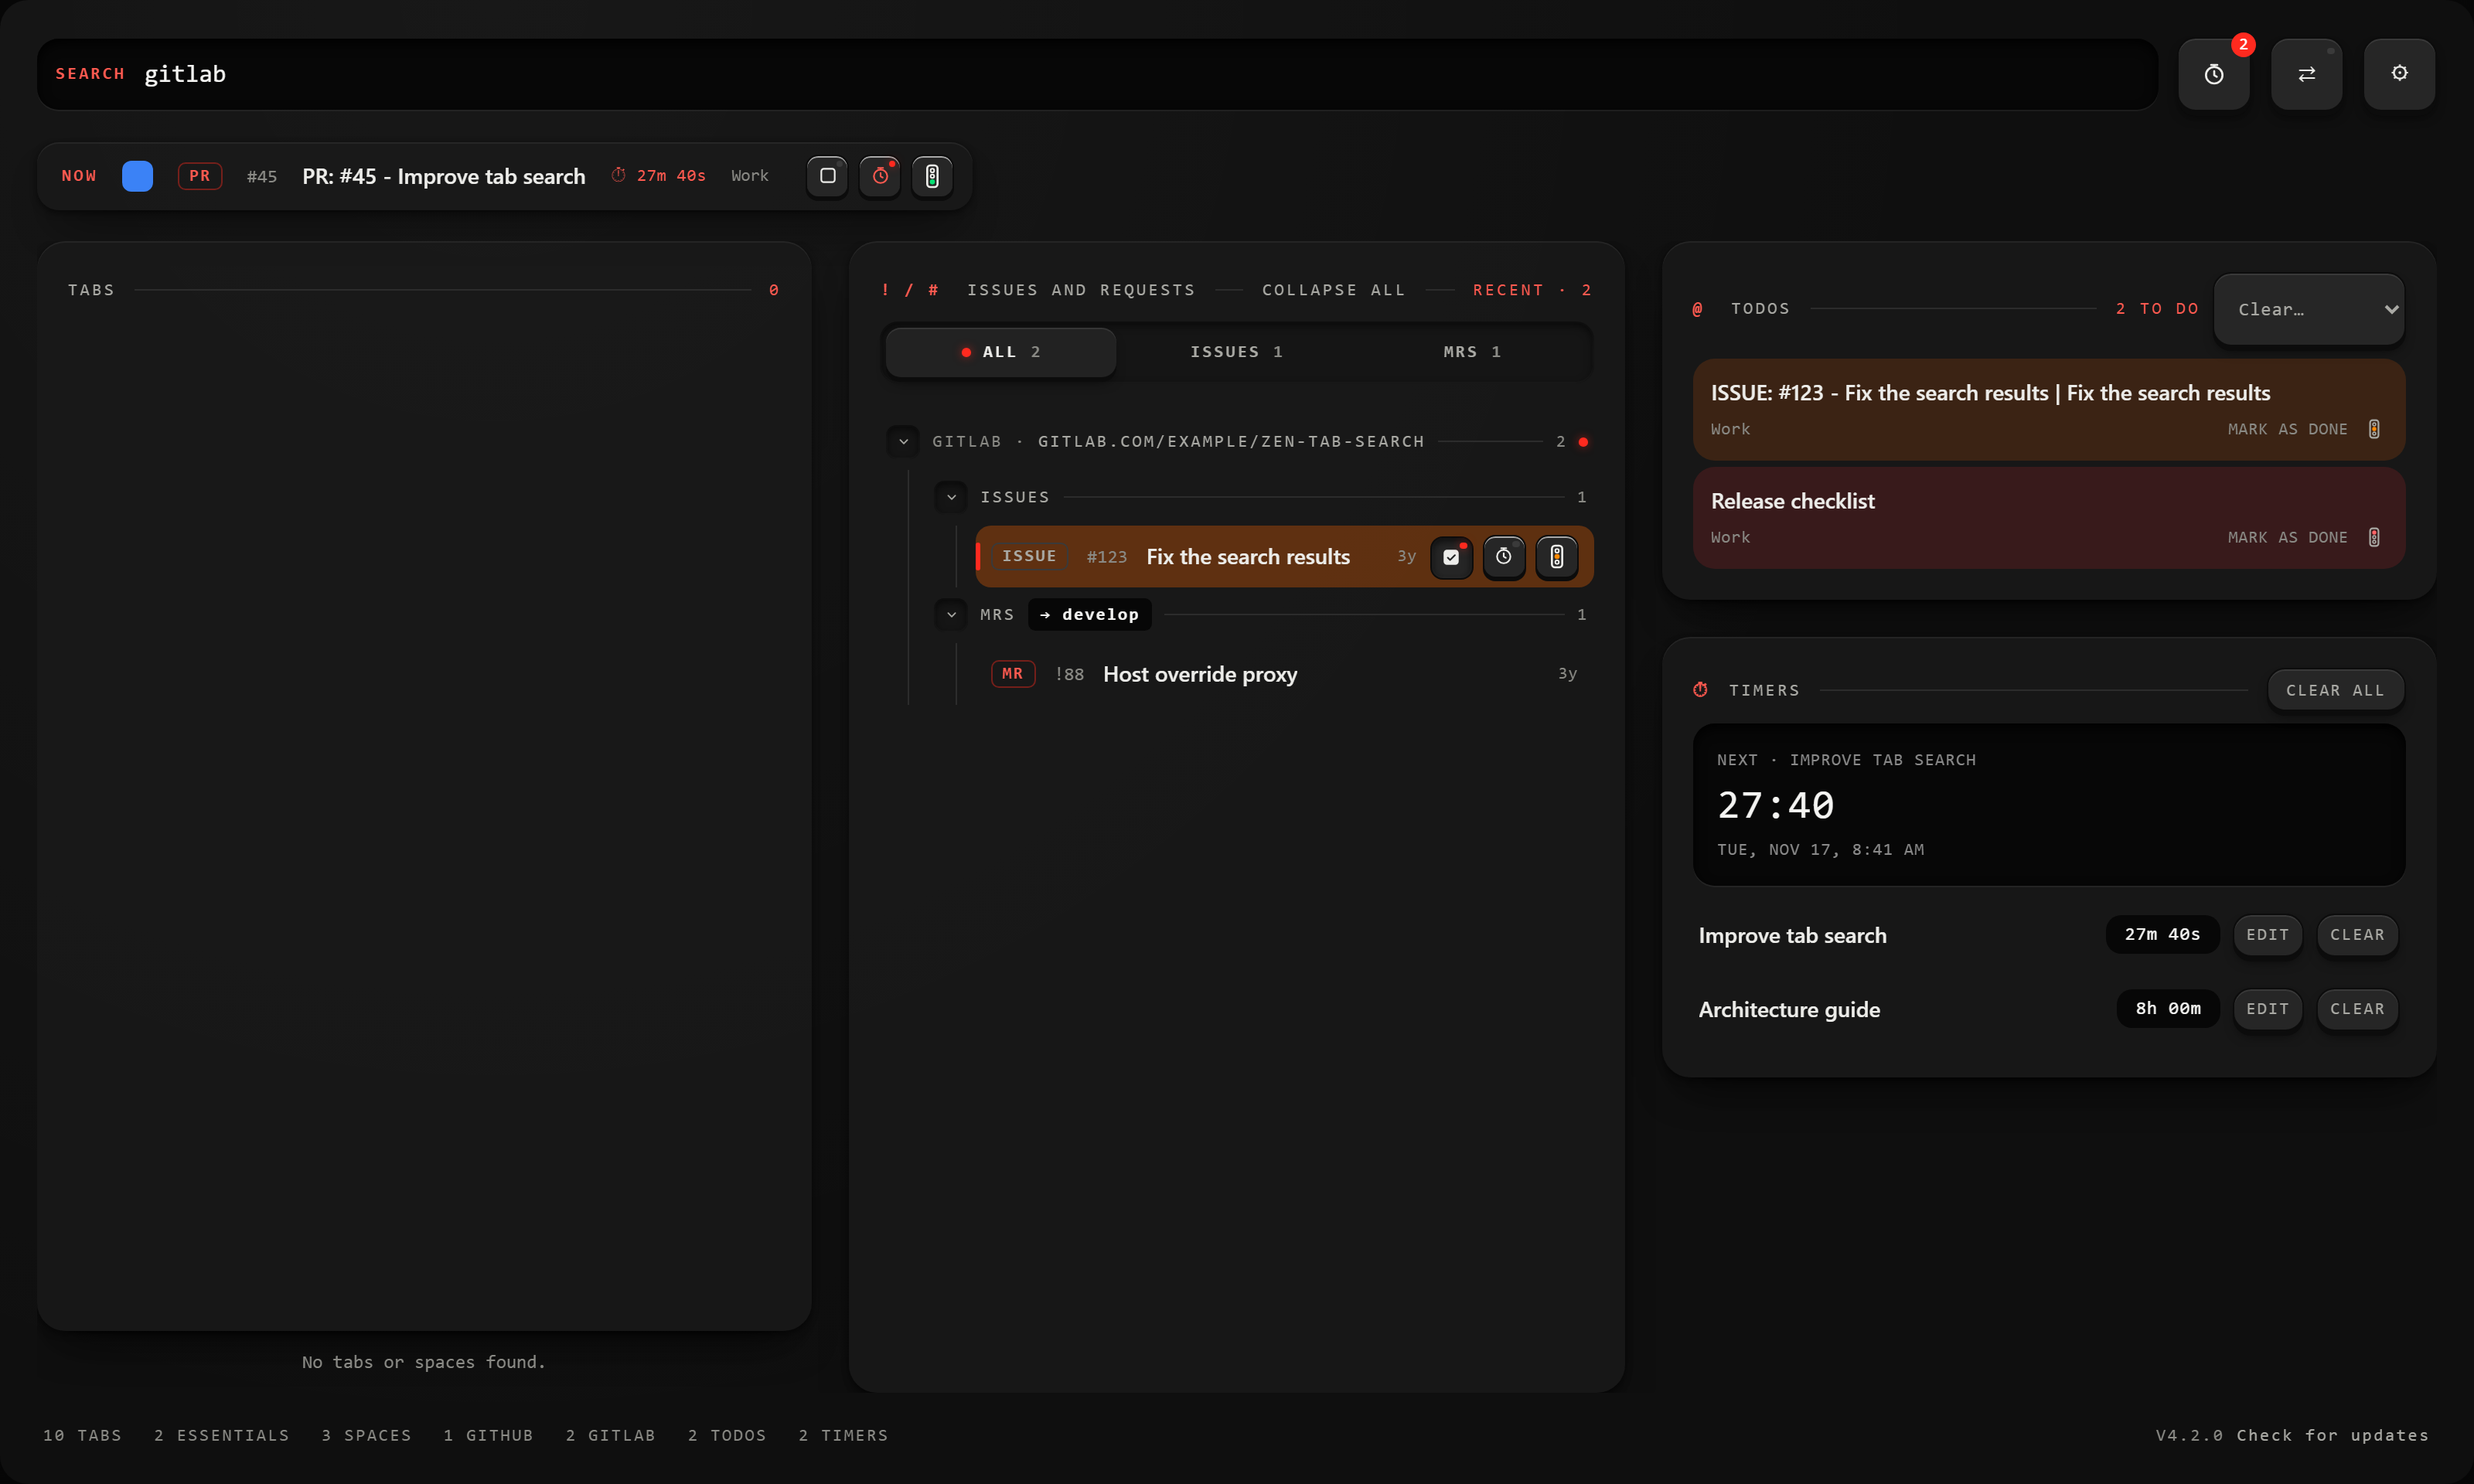 SEARCH gitlab
2
NOW PR #45 PR: #45 - Improve tab search 27m 40s Work
TABS 0
No tabs or spaces found.
! / # ISSUES AND REQUESTS COLLAPSE ALL RECENT · 2
ALL 2 ISSUES 1 MRS 1
GITLAB · GITLAB.COM/EXAMPLE/ZEN-TAB-SEARCH 2
ISSUES 1
ISSUE #123 Fix the search results 3y
MRS → develop 1
MR !88 Host override proxy 3y
@ TODOS 2 TO DO Clear…
ISSUE: #123 - Fix the search results | Fix the search results
Work MARK AS DONE
Release checklist
Work MARK AS DONE
TIMERS CLEAR ALL
NEXT · IMPROVE TAB SEARCH
27:40
TUE, NOV 17, 8:41 AM
Improve tab search 27m 40s EDIT CLEAR
Architecture guide 8h 00m EDIT CLEAR
10 TABS 2 ESSENTIALS 3 SPACES 1 GITHUB 2 GITLAB 2 TODOS 2 TIMERS
V4.2.0 Check for updates